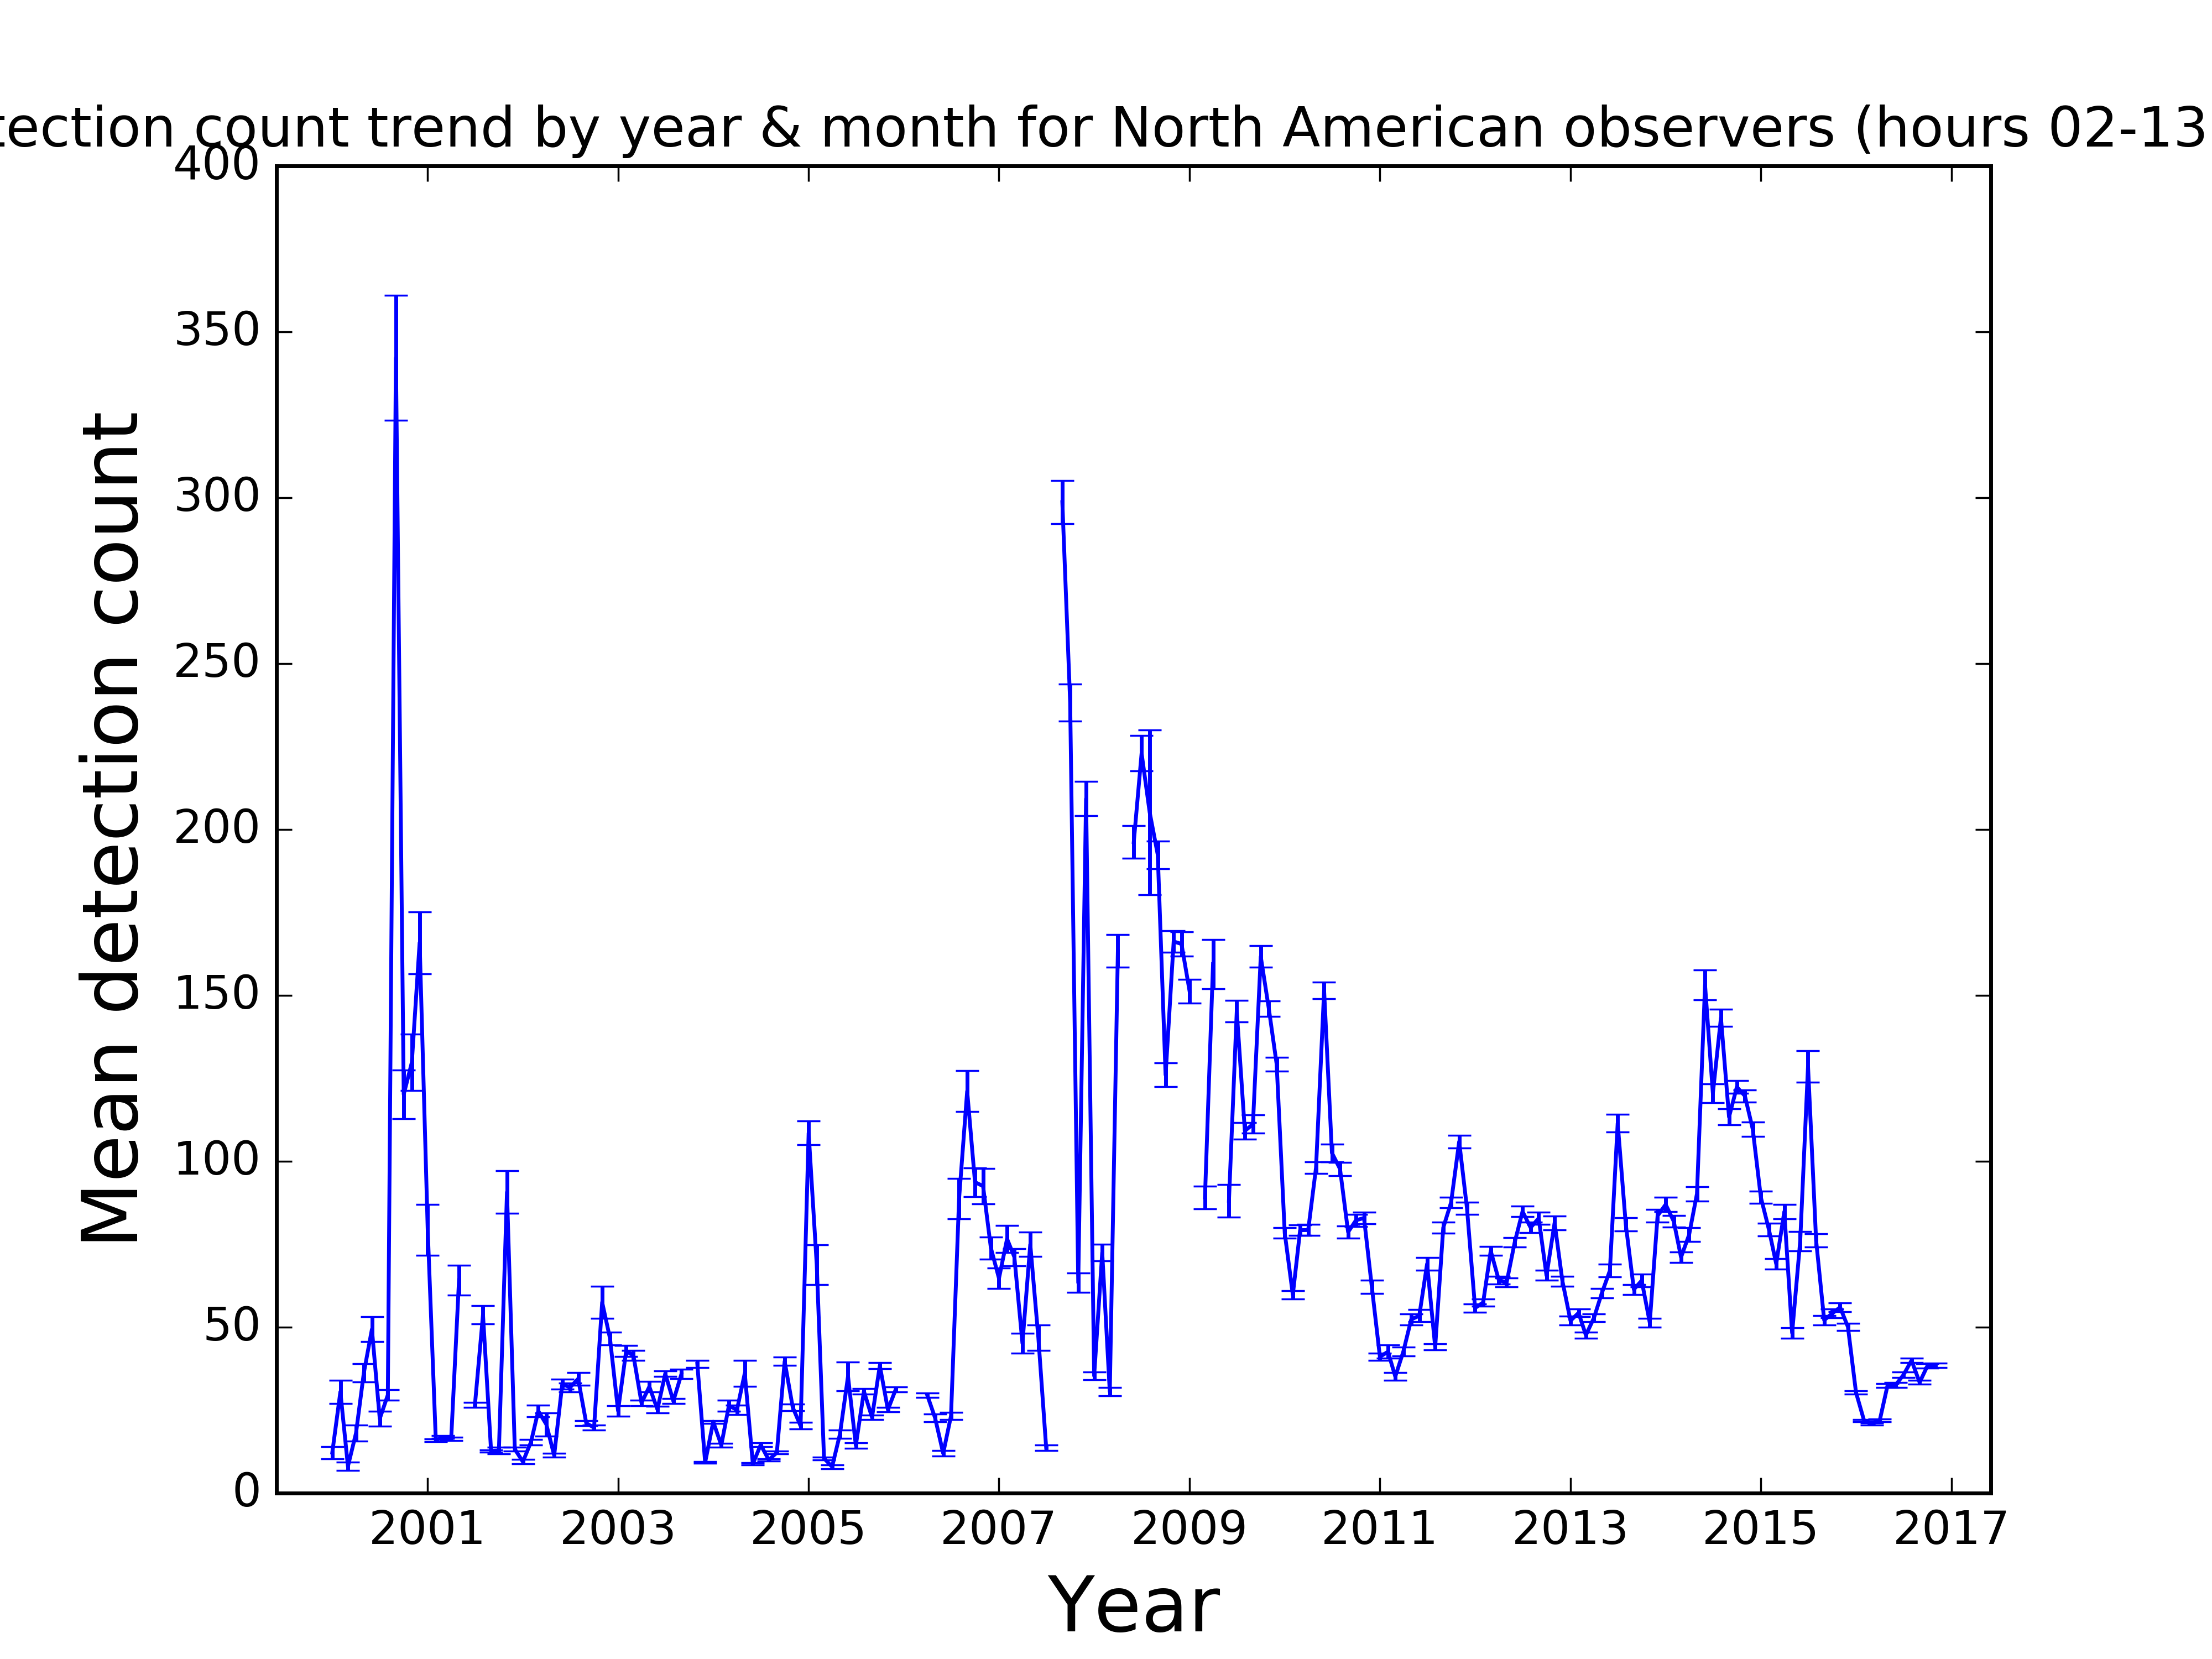 tection count trend by year & month for North American observers (hours 02-13
400
350
300
250
200
150
100
50
0
Mean detection count
2001 2003 2005 2007 2009 2011 2013 2015 2017
Year